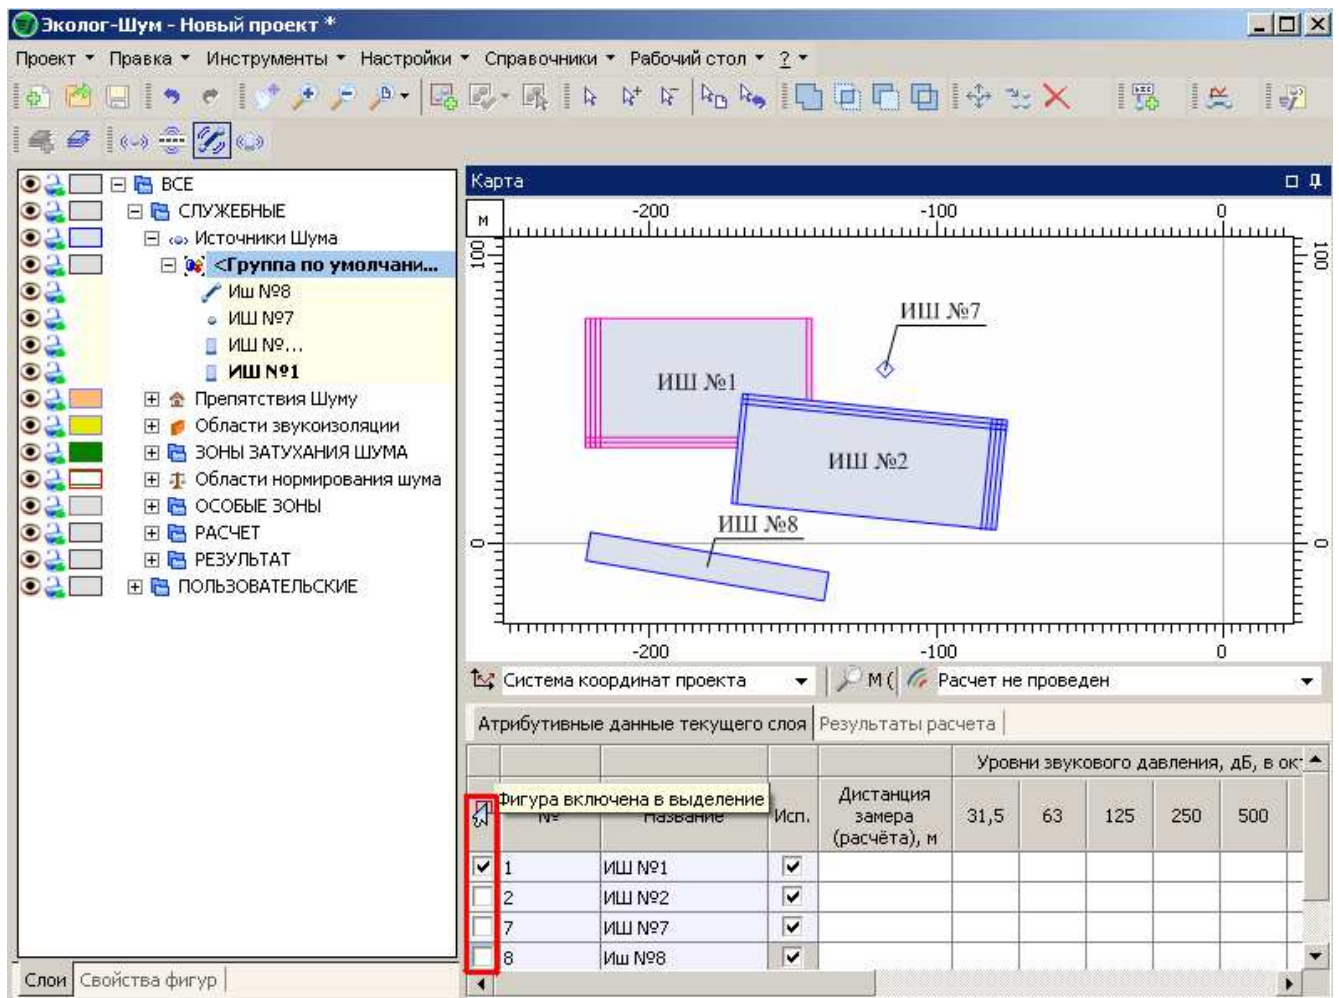 Эколог-Шум - Новый проект *
Проект Правка Инструменты Настройки Справочники Рабочий стол ?
ВСЕ
СЛУЖЕБНЫЕ
Источники Шума
<Группа по умолчани...
Иш №8
ИШ №7
ИШ №...
ИШ №1
Препятствия Шуму
Области звукоизоляции
ЗОНЫ ЗАТУХАНИЯ ШУМА
Области нормирования шума
ОСОБЫЕ ЗОНЫ
РАСЧЕТ
РЕЗУЛЬТАТ
ПОЛЬЗОВАТЕЛЬСКИЕ
Слои Свойства фигур
Карта
м -200 -100 0
100 100
ИШ №7
ИШ №1
ИШ №2
ИШ №8
0 0
-200 -100 0
Система координат проекта М ( Расчет не проведен
Атрибутивные данные текущего слоя Результаты расчета
Уровни звукового давления, дБ, в окт
Фигура включена в выделение
№ Название Исп. Дистанция замера (расчёта), м 31,5 63 125 250 500
1 ИШ №1
2 ИШ №2
7 ИШ №7
8 Иш №8